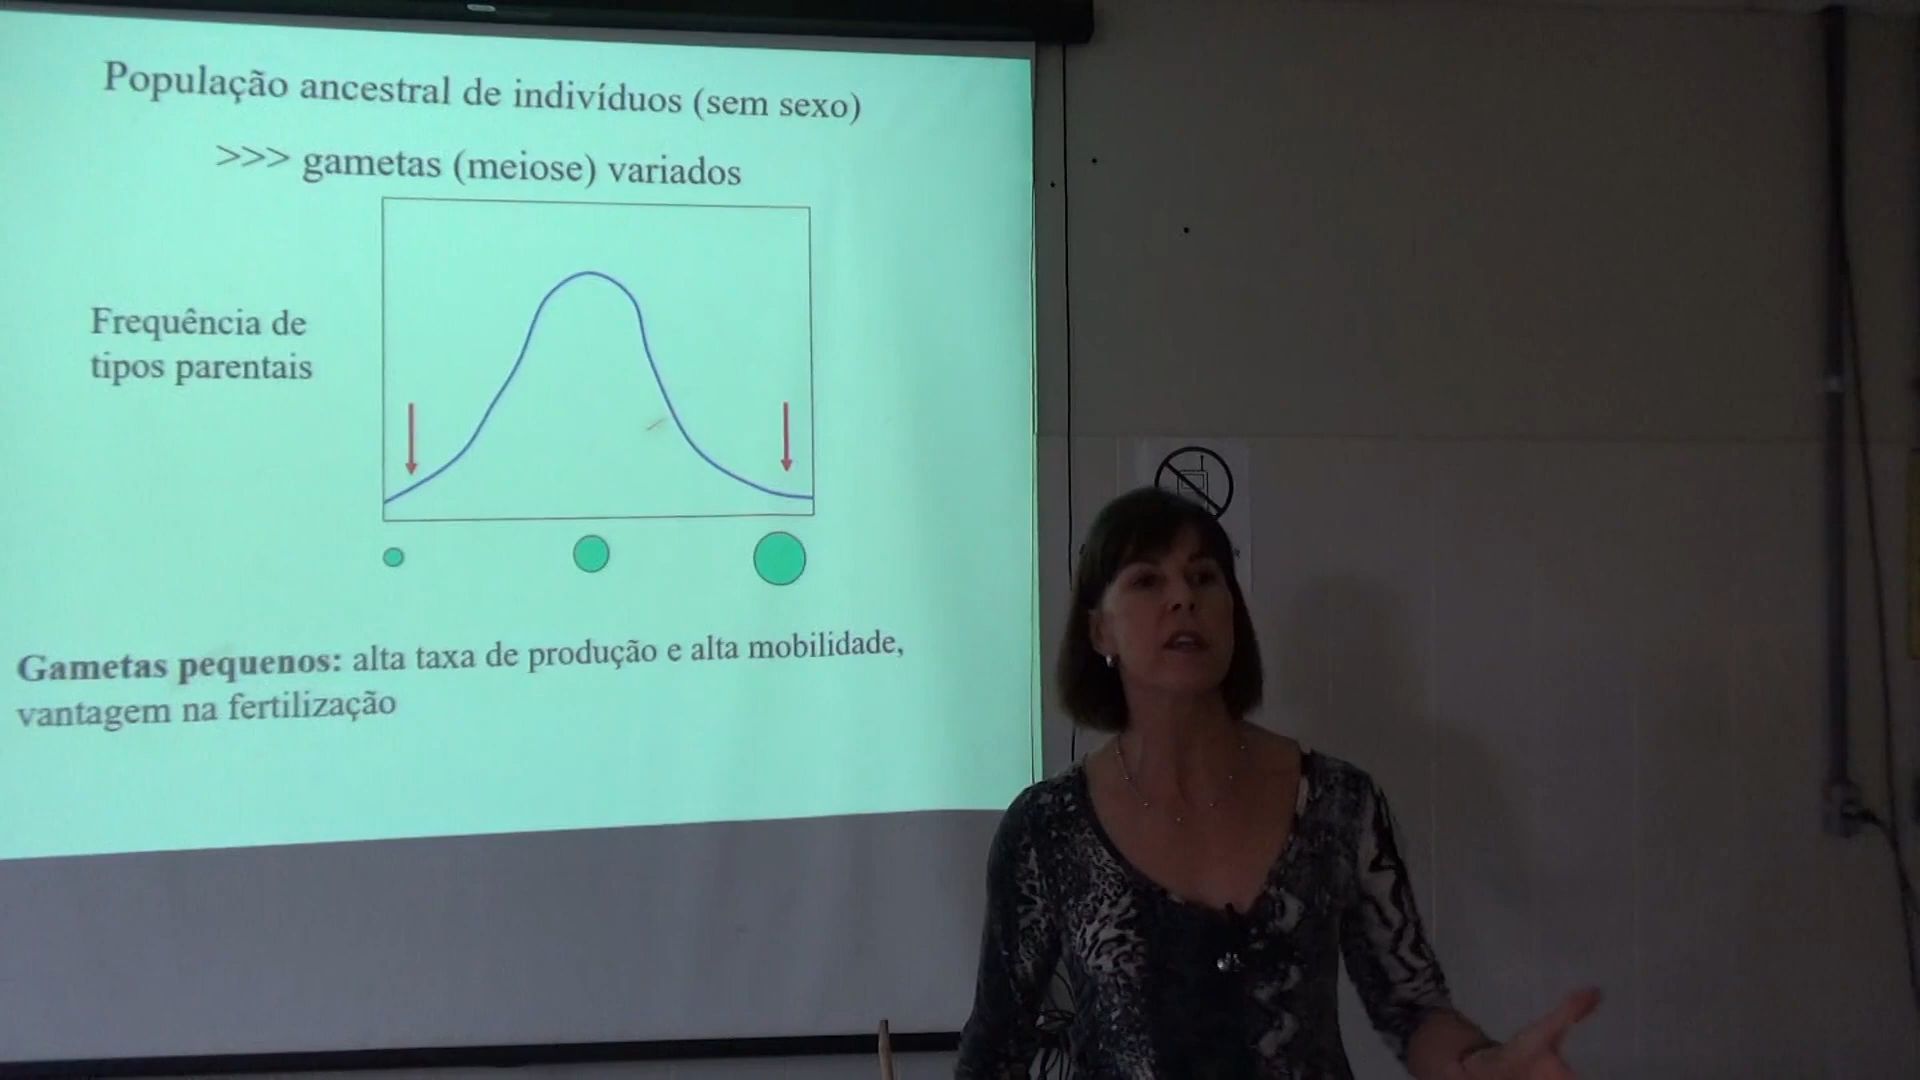 População ancestral de indivíduos (sem sexo)
>>> gametas (meiose) variados
Frequência de
tipos parentais
Gametas pequenos: alta taxa de produção e alta mobilidade,
vantagem na fertilização